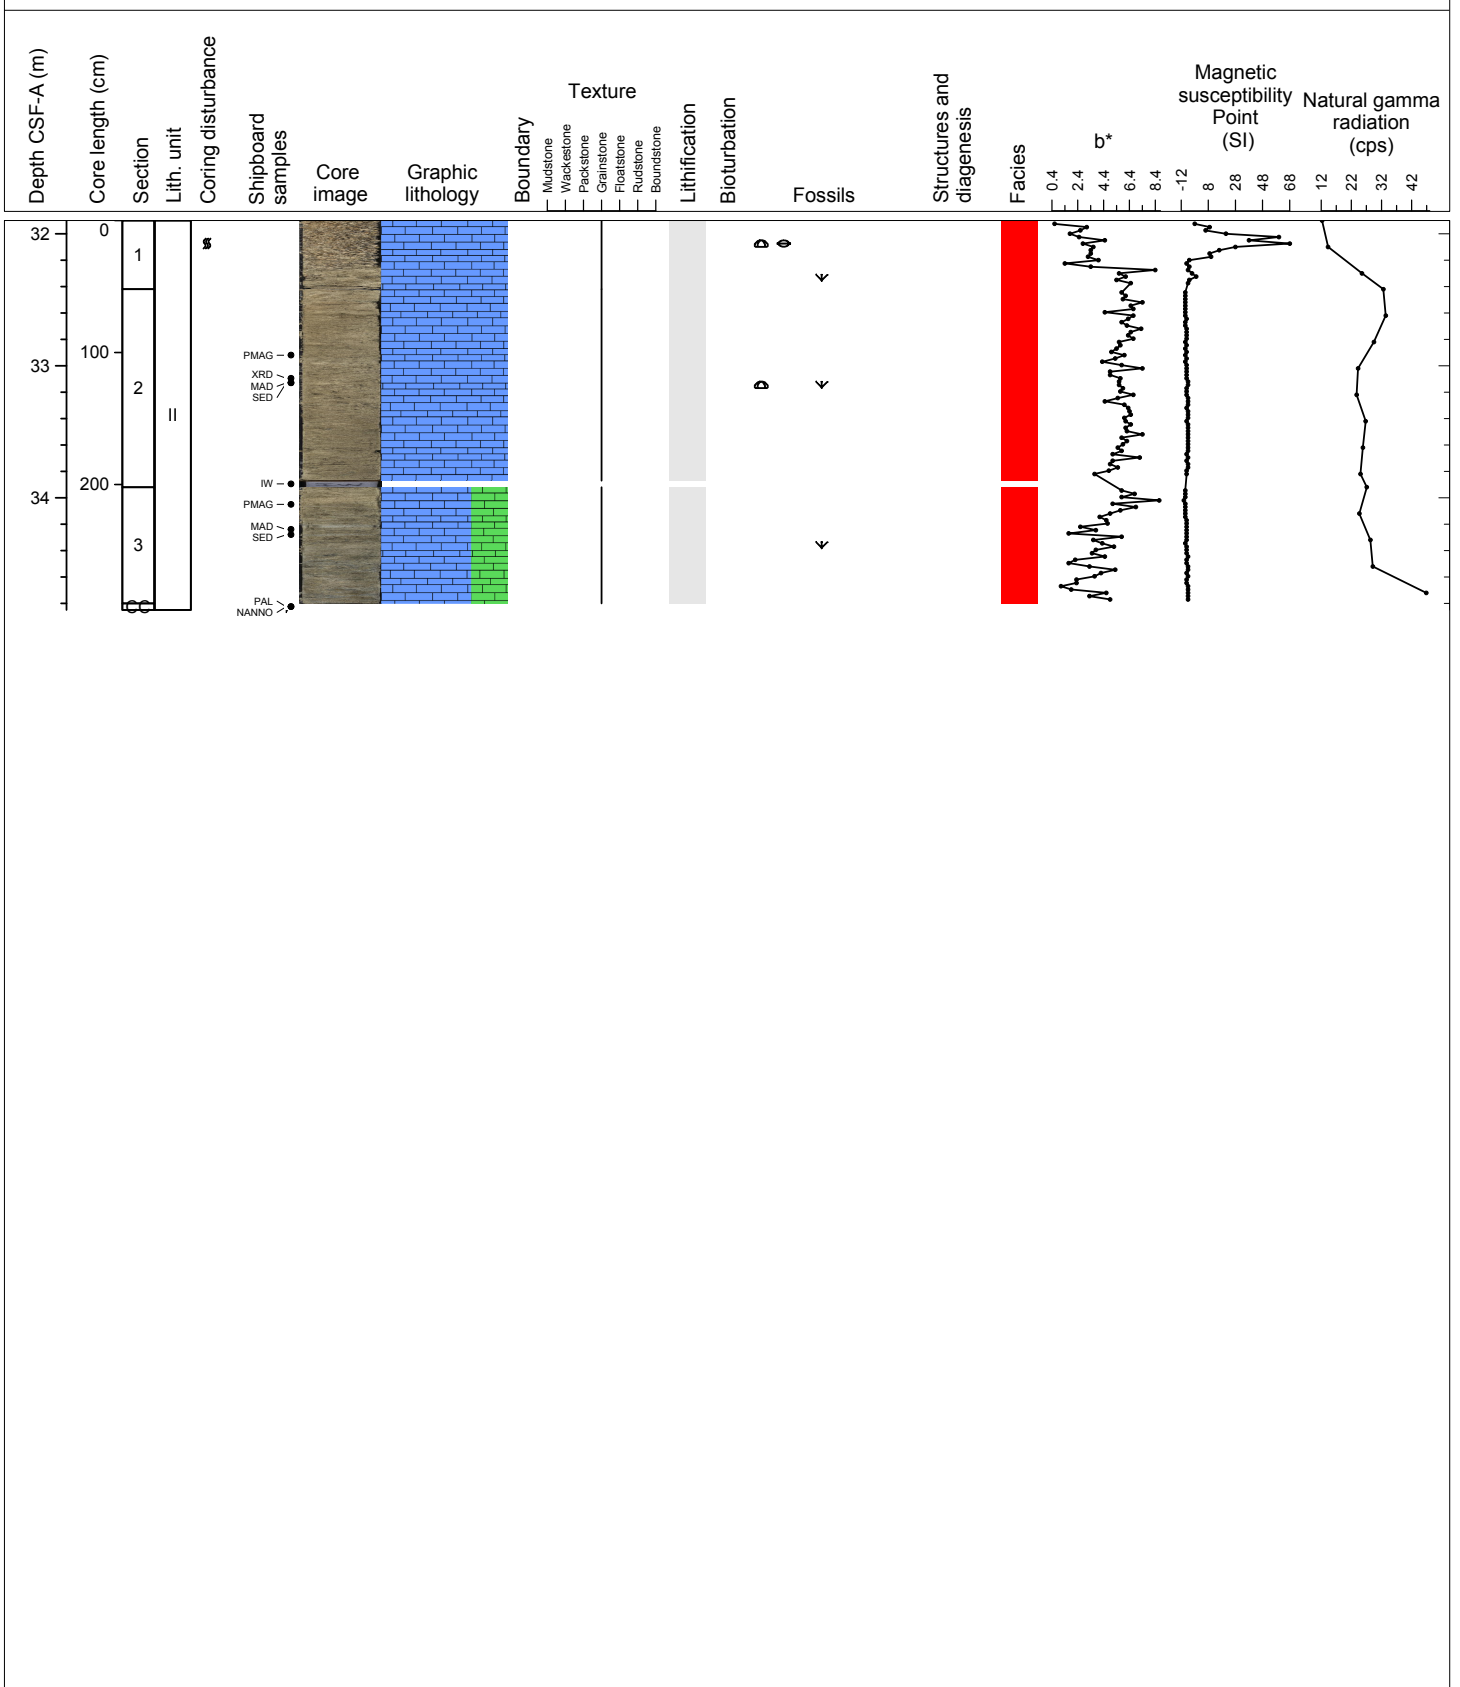 Depth CSF-A (m)
Core length (cm)
Section
Lith. unit
Coring disturbance
Shipboard
samples
Core
image
Graphic
lithology
Boundary
Texture
Mudstone
Wackestone
Packstone
Grainstone
Floatstone
Rudstone
Boundstone
Lithification
Bioturbation
Fossils
Structures and
diagenesis
Facies
b*
0.4
2.4
4.4
6.4
8.4
Magnetic
susceptibility
Point
(SI)
-12
8
28
48
68
Natural gamma
radiation
(cps)
12
22
32
42
32
33
34
0
100
200
1
2
3
CC
II
PMAG
XRD
MAD
SED
IW
PMAG
MAD
SED
PAL
NANNO